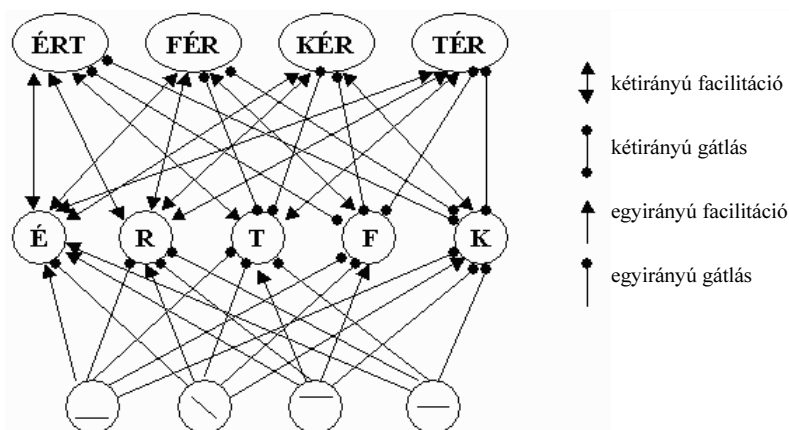 ÉRT FÉR KÉR TÉR
kétirányú facilitáció
kétirányú gátlás
egyirányú facilitáció
egyirányú gátlás
É R T F K